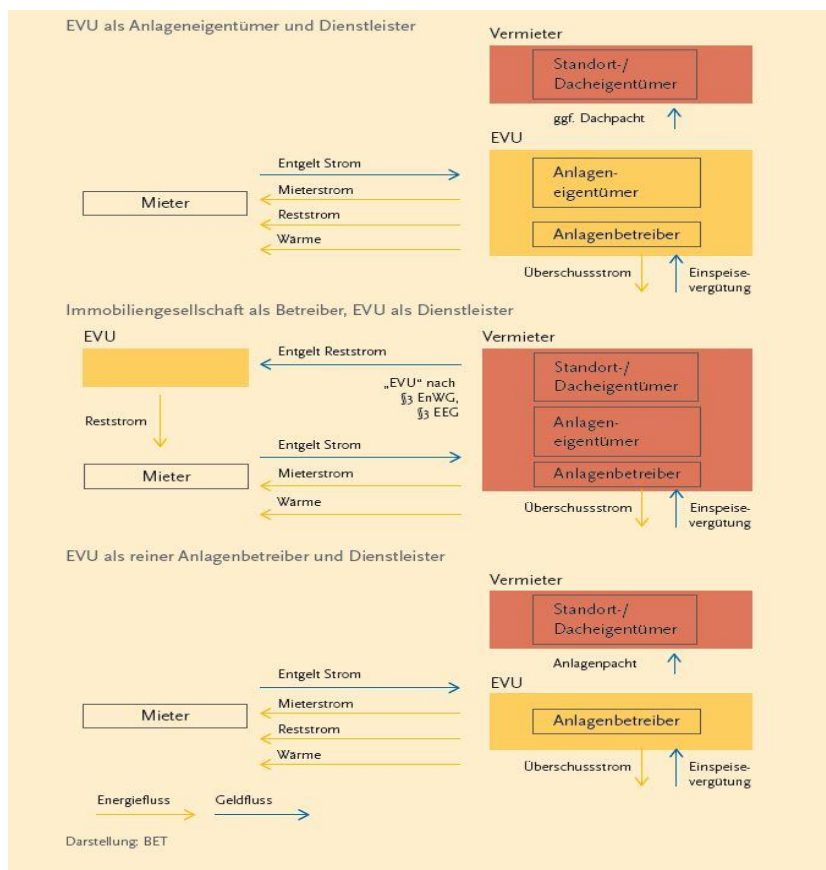 EVU als Anlageneigentümer und Dienstleister
Vermieter
Standort-/
Dacheigentümer
ggf. Dachpacht
EVU
Anlagen-
eigentümer
Anlagenbetreiber
Entgelt Strom
Mieterstrom
Reststrom
Wärme
Mieter
Überschussstrom
Einspeise-
vergütung
Immobiliengesellschaft als Betreiber, EVU als Dienstleister
EVU
Vermieter
Entgelt Reststrom
„EVU“ nach
§3 EnWG,
§3 EEG
Standort-/
Dacheigentümer
Anlagen-
eigentümer
Anlagenbetreiber
Reststrom
Entgelt Strom
Mieterstrom
Wärme
Mieter
Überschussstrom
Einspeise-
vergütung
EVU als reiner Anlagenbetreiber und Dienstleister
Vermieter
Standort-/
Dacheigentümer
Anlagenpacht
EVU
Anlagenbetreiber
Entgelt Strom
Mieterstrom
Reststrom
Wärme
Mieter
Überschussstrom
Einspeise-
vergütung
Energiefluss
Geldfluss
Darstellung: BET